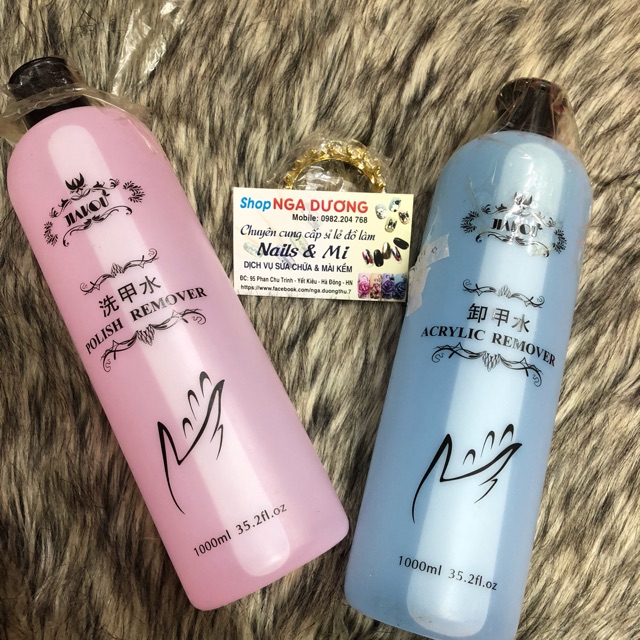 洗甲水
POLISH REMOVER
1000ml 35.2fl.oz
Shop NGA DƯƠNG
Mobile: 0982.204 768
Chuyên cung cấp sỉ lẻ đồ làm
Nails & Mi
DỊCH VỤ SỬA CHỮA & MÀI KỀM
ĐC: 95 Phan Chu Trinh - Yết Kiêu - Hà Đông - HN
https://www.facebook.com/nga.duongthu.7
卸甲水
ACRYLIC REMOVER
1000ml 35.2fl.oz